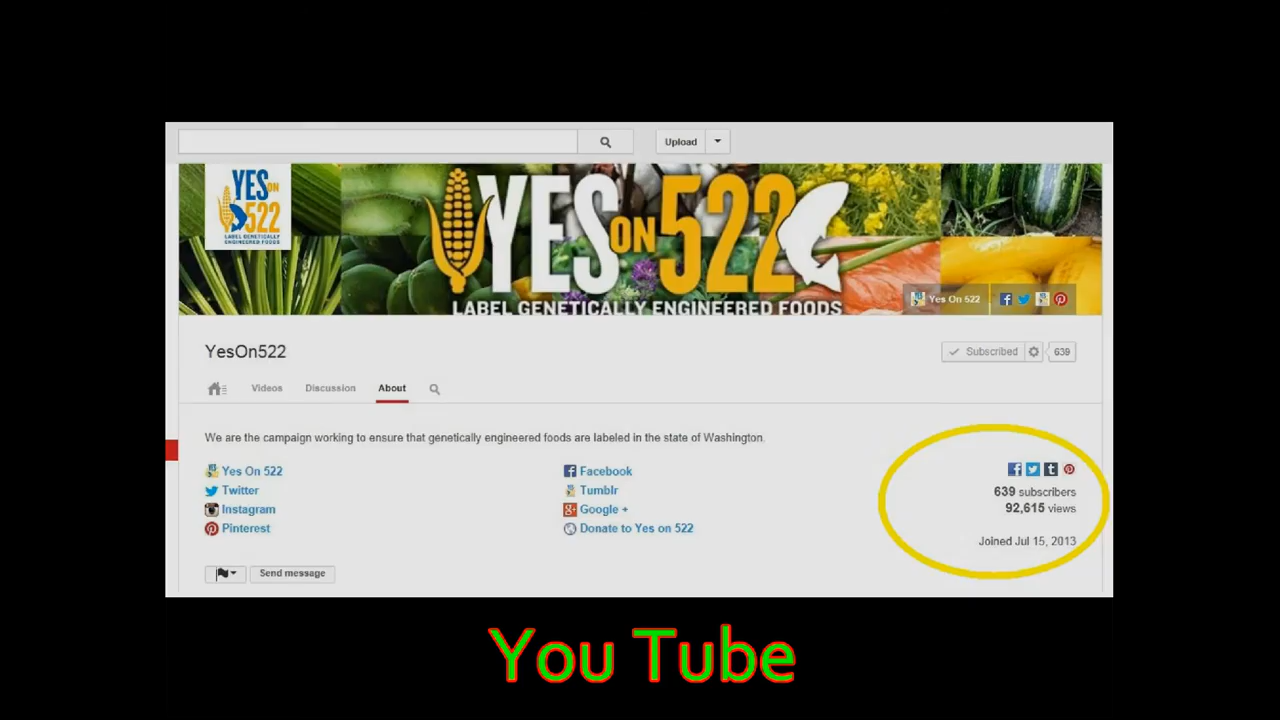 Upload
YES ON 522
LABEL GENETICALLY
ENGINEERED FOODS
YES ON 522
LABEL GENETICALLY ENGINEERED FOODS
Yes On 522
YesOn522
Subscribed 639
Videos Discussion About
We are the campaign working to ensure that genetically engineered foods are labeled in the state of Washington.
Yes On 522 Facebook
Twitter Tumblr
Instagram Google +
Pinterest Donate to Yes on 522
639 subscribers
92,615 views
Joined Jul 15, 2013
Send message
You Tube